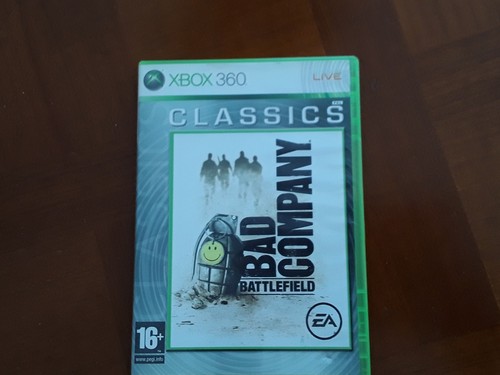 XBOX 360
LIVE
CLASSICS
BAD
COMPANY
BATTLEFIELD
EA
16+
www.pegi.info